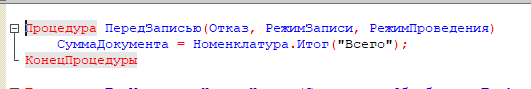 Процедура ПередЗаписью(Отказ, РежимЗаписи, РежимПроведения)
СуммаДокумента = Номенклатура.Итог("Всего");
КонецПроцедуры